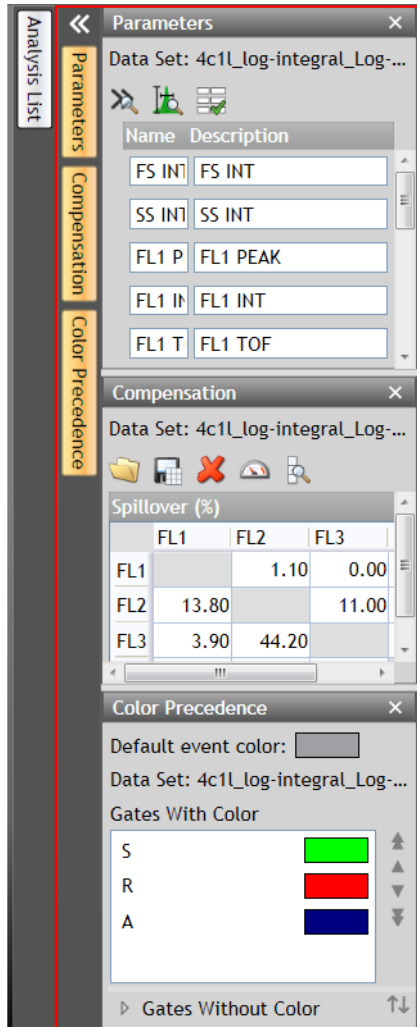 Analysis List
Parameters
Compensation
Color Precedence
Parameters
Data Set: 4c1l_log-integral_Log-...
Name Description
FS INT FS INT
SS INT SS INT
FL1 P FL1 PEAK
FL1 IN FL1 INT
FL1 T FL1 TOF
Compensation
Data Set: 4c1l_log-integral_Log-...
Spillover (%)
FL1 FL2 FL3
FL1 1.10 0.00
FL2 13.80 11.00
FL3 3.90 44.20
Color Precedence
Default event color:
Data Set: 4c1l_log-integral_Log-...
Gates With Color
S
R
A
Gates Without Color